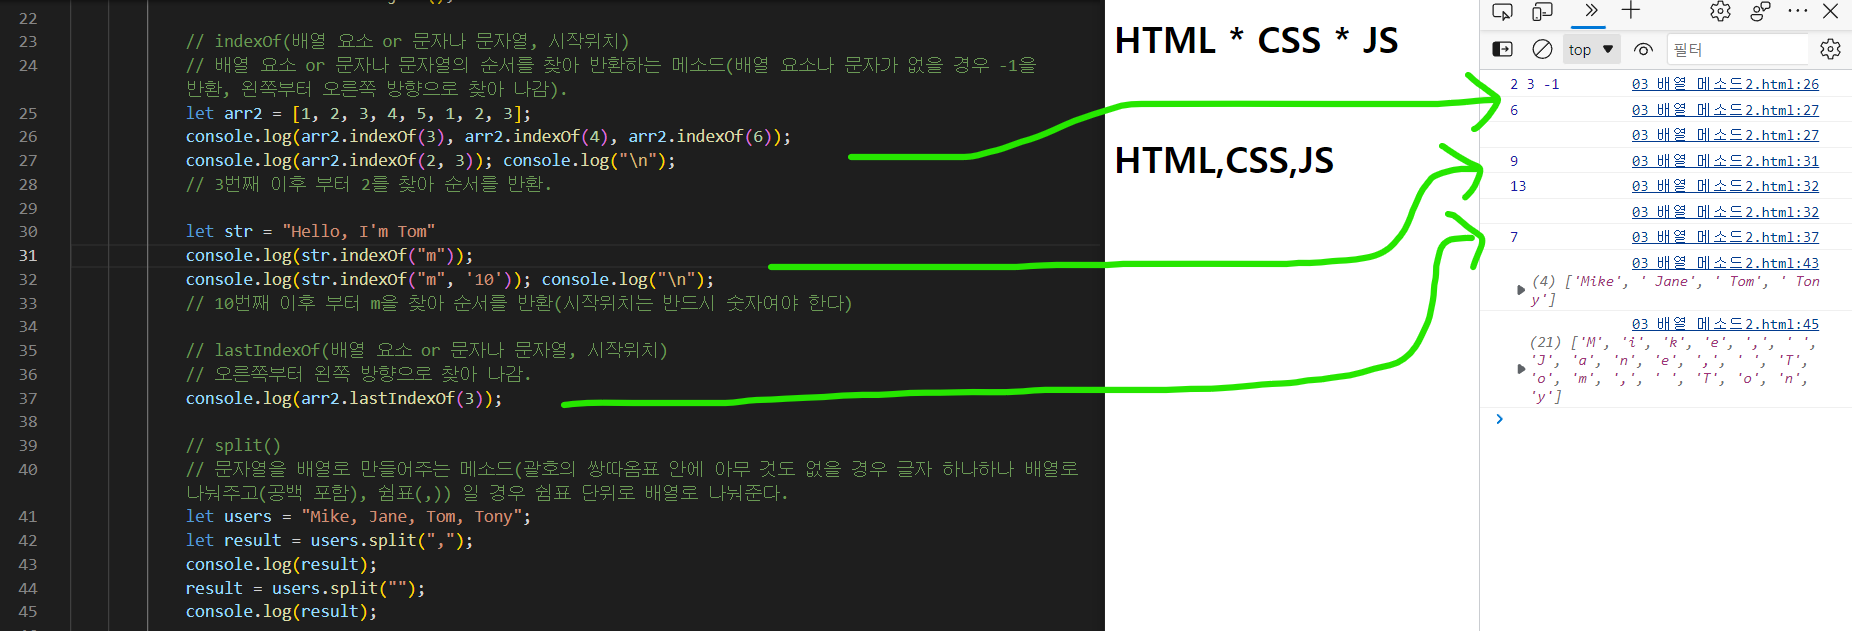 22
23 // indexOf(배열 요소 or 문자나 문자열, 시작위치)
24 // 배열 요소 or 문자나 문자열의 순서를 찾아 반환하는 메소드(배열 요소나 문자가 없을 경우 -1을
반환, 왼쪽부터 오른쪽 방향으로 찾아 나감).
25 let arr2 = [1, 2, 3, 4, 5, 1, 2, 3];
26 console.log(arr2.indexOf(3), arr2.indexOf(4), arr2.indexOf(6));
27 console.log(arr2.indexOf(2, 3)); console.log("\n");
28 // 3번째 이후 부터 2를 찾아 순서를 반환.
29
30 let str = "Hello, I'm Tom"
31 console.log(str.indexOf("m"));
32 console.log(str.indexOf("m", '10')); console.log("\n");
33 // 10번째 이후 부터 m을 찾아 순서를 반환(시작위치는 반드시 숫자여야 한다)
34
35 // lastIndexOf(배열 요소 or 문자나 문자열, 시작위치)
36 // 오른쪽부터 왼쪽 방향으로 찾아 나감.
37 console.log(arr2.lastIndexOf(3));
38
39 // split()
40 // 문자열을 배열로 만들어주는 메소드(괄호의 쌍따옴표 안에 아무 것도 없을 경우 글자 하나하나 배열로
나눠주고(공백 포함), 쉼표(,)) 일 경우 쉼표 단위로 배열로 나눠준다.
41 let users = "Mike, Jane, Tom, Tony";
42 let result = users.split(",");
43 console.log(result);
44 result = users.split("");
45 console.log(result);
HTML * CSS * JS
HTML,CSS,JS
top 필터
2 3 -1 03 배열 메소드2.html:26
6 03 배열 메소드2.html:27
03 배열 메소드2.html:27
9 03 배열 메소드2.html:31
13 03 배열 메소드2.html:32
03 배열 메소드2.html:32
7 03 배열 메소드2.html:37
03 배열 메소드2.html:43
(4) ['Mike', ' Jane', ' Tom', ' Ton
y']
03 배열 메소드2.html:45
(21) ['M', 'i', 'k', 'e', ',', ' ',
'J', 'a', 'n', 'e', ',', ' ', 'T',
'o', 'm', ',', ' ', 'T', 'o', 'n',
'y']